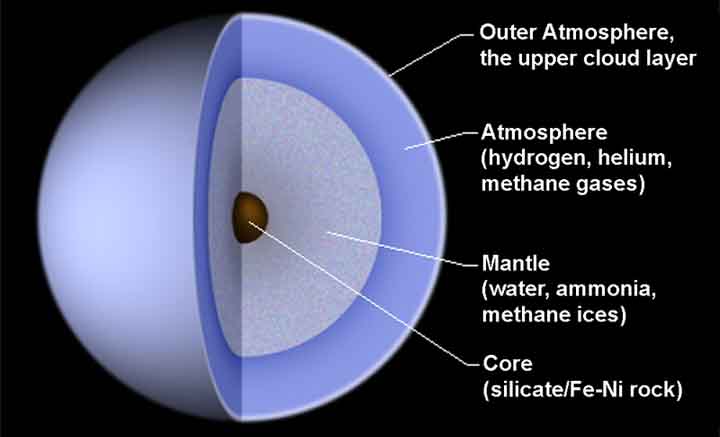 Outer Atmosphere,
the upper cloud layer
Atmosphere
(hydrogen, helium,
methane gases)
Mantle
(water, ammonia,
methane ices)
Core
(silicate/Fe-Ni rock)